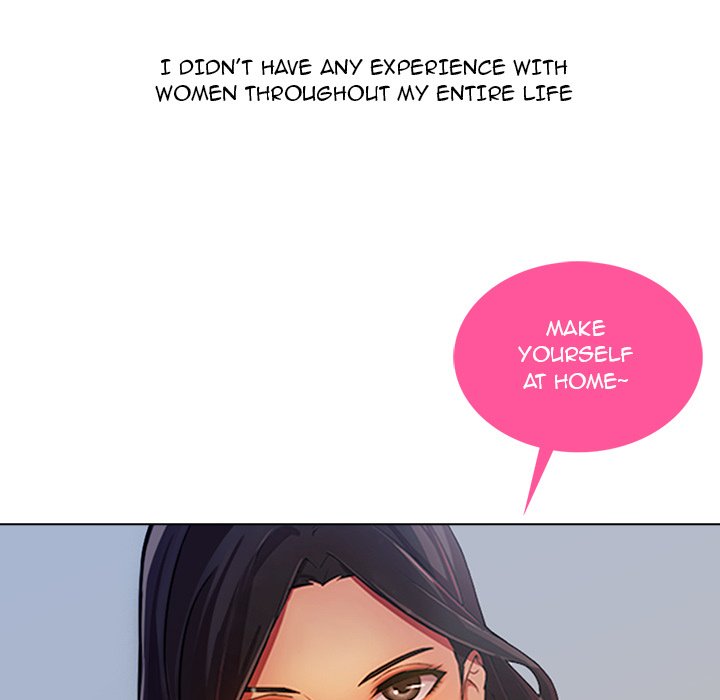 I DIDN'T HAVE ANY EXPERIENCE WITH
WOMEN THROUGHOUT MY ENTIRE LIFE
MAKE
YOURSELF
AT HOME~